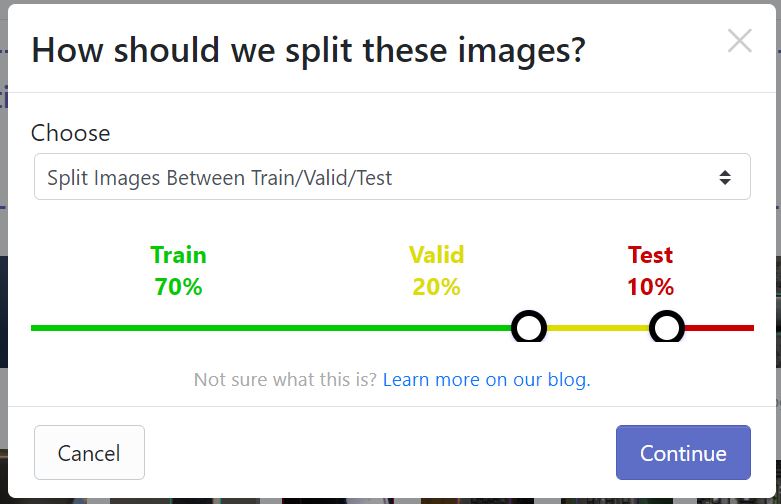 How should we split these images?
Choose
Split Images Between Train/Valid/Test
Train Valid Test
70% 20% 10%
Not sure what this is? Learn more on our blog.
Cancel Continue